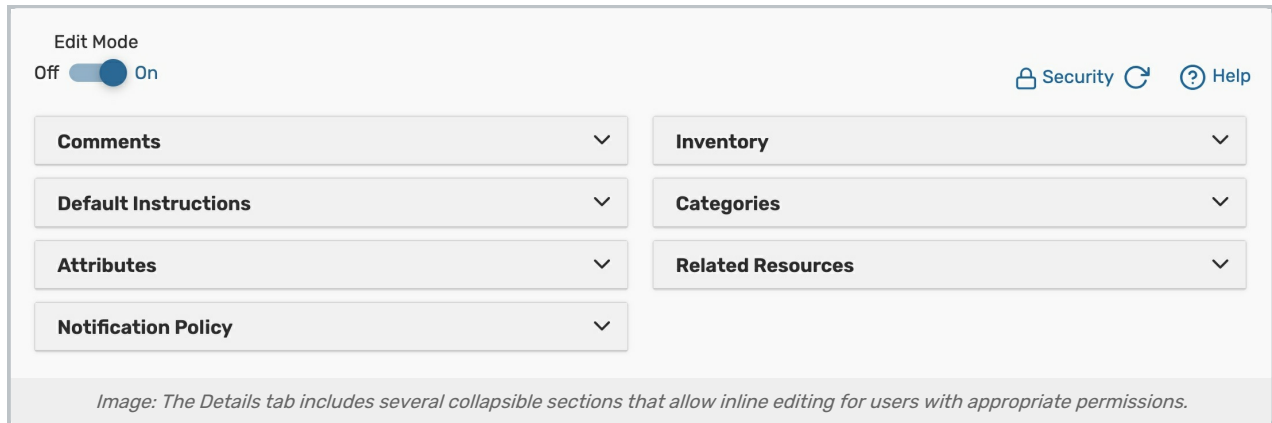 Edit Mode
Off On
Security Help
Comments
Inventory
Default Instructions
Categories
Attributes
Related Resources
Notification Policy
Image: The Details tab includes several collapsible sections that allow inline editing for users with appropriate permissions.